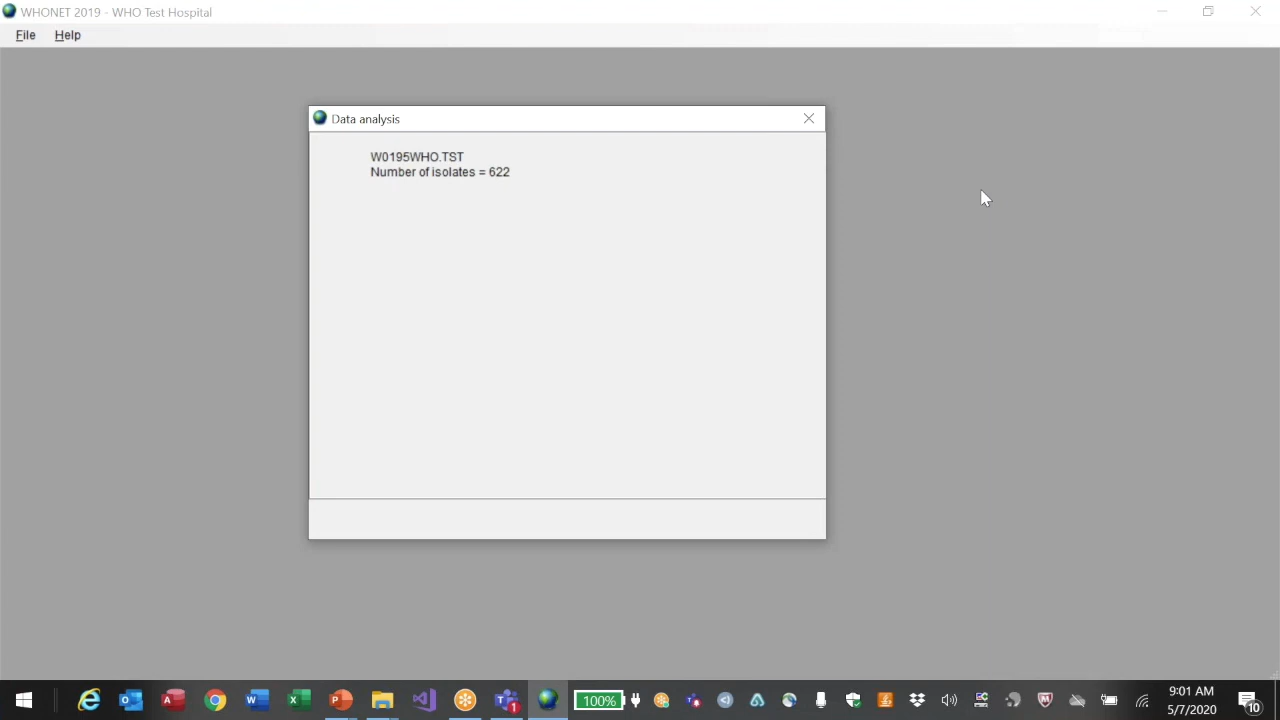 WHONET 2019 - WHO Test Hospital
File Help
Data analysis
W0195WHO.TST
Number of isolates = 622
100%
1
9:01 AM
5/7/2020
10